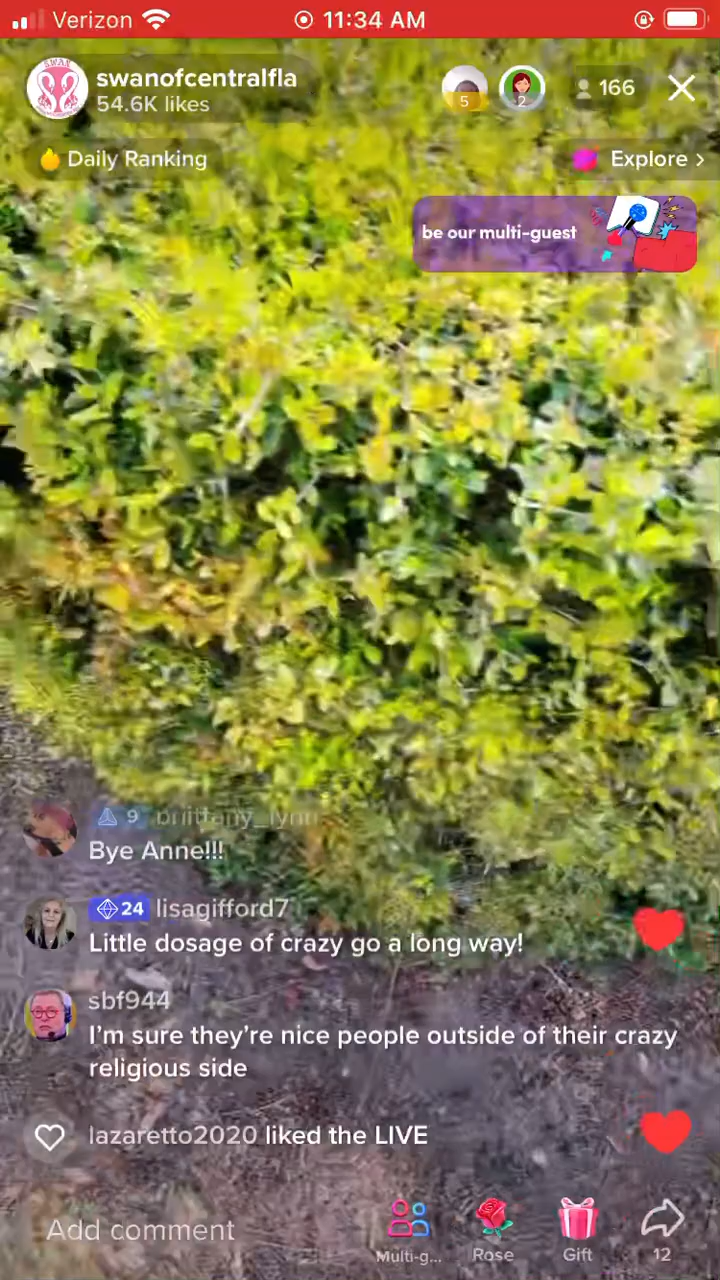 Verizon
11:34 AM
swanofcentralfla
54.6K likes
5
2
166
Daily Ranking
Explore >
be our multi-guest
SWAN
9 briittany_lynn
Bye Anne!!!
24 lisagifford7
Little dosage of crazy go a long way!
sbf944
I'm sure they're nice people outside of their crazy
religious side
lazaretto2020 liked the LIVE
Add comment
Multi-g...
Rose
Gift
12